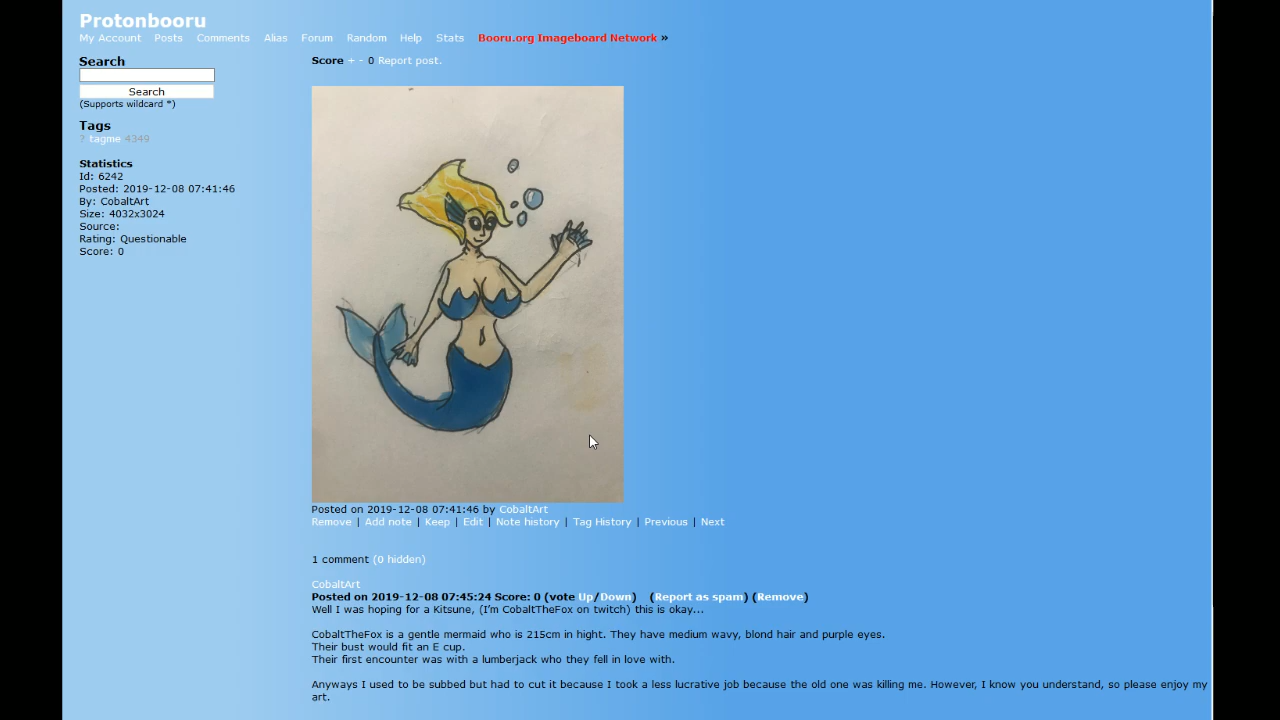 Protonbooru
My Account Posts Comments Alias Forum Random Help Stats Booru.org Imageboard Network »
Search
Search
(Supports wildcard *)
Tags
? tagme 4349
Statistics
Id: 6242
Posted: 2019-12-08 07:41:46
By: CobaltArt
Size: 4032x3024
Source:
Rating: Questionable
Score: 0
Score + - 0 Report post.
Posted on 2019-12-08 07:41:46 by CobaltArt
Remove | Add note | Keep | Edit | Note history | Tag History | Previous | Next
1 comment (0 hidden)
CobaltArt
Posted on 2019-12-08 07:45:24 Score: 0 (vote Up/Down) (Report as spam) (Remove)
Well I was hoping for a Kitsune, (I'm CobaltTheFox on twitch) this is okay...
CobaltTheFox is a gentle mermaid who is 215cm in hight. They have medium wavy, blond hair and purple eyes.
Their bust would fit an E cup.
Their first encounter was with a lumberjack who they fell in love with.
Anyways I used to be subbed but had to cut it because I took a less lucrative job because the old one was killing me. However, I know you understand, so please enjoy my
art.